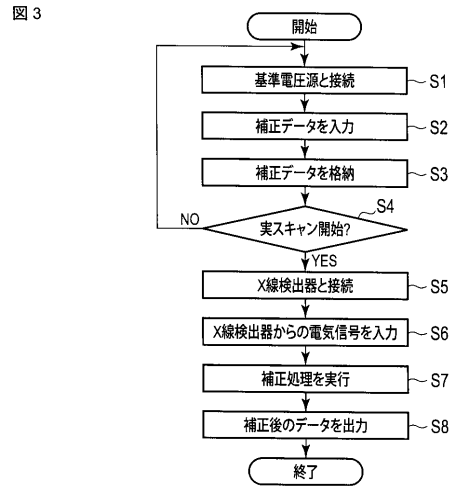 図3
開始
基準電圧源と接続 S1
補正データを入力 S2
補正データを格納 S3
実スキャン開始? S4
NO
YES
X線検出器と接続 S5
X線検出器からの電気信号を入力 S6
補正処理を実行 S7
補正後のデータを出力 S8
終了